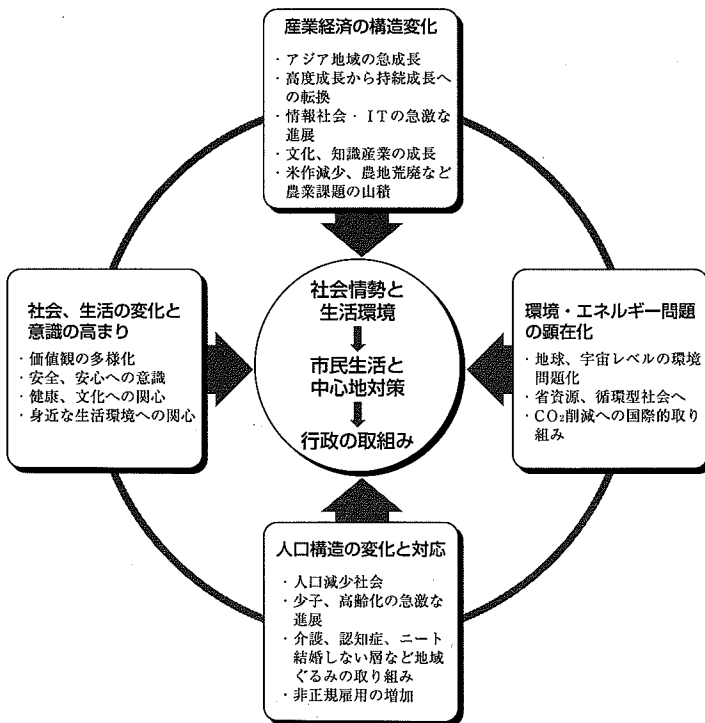 産業経済の構造変化
・アジア地域の急成長
・高度成長から持続成長へ
の転換
・情報社会・ITの急激な
進展
・文化、知識産業の成長
・米作減少、農地荒廃など
農業課題の山積
社会、生活の変化と
意識の高まり
・価値観の多様化
・安全、安心への意識
・健康、文化への関心
・身近な生活環境への関心
社会情勢と
生活環境
市民生活と
中心地対策
行政の取組み
環境・エネルギー問題
の顕在化
・地球、宇宙レベルの環境
問題化
・省資源、循環型社会へ
・CO₂削減への国際的取り
組み
人口構造の変化と対応
・人口減少社会
・少子、高齢化の急激な
進展
・介護、認知症、ニート
結婚しない層など地域
ぐるみの取り組み
・非正規雇用の増加